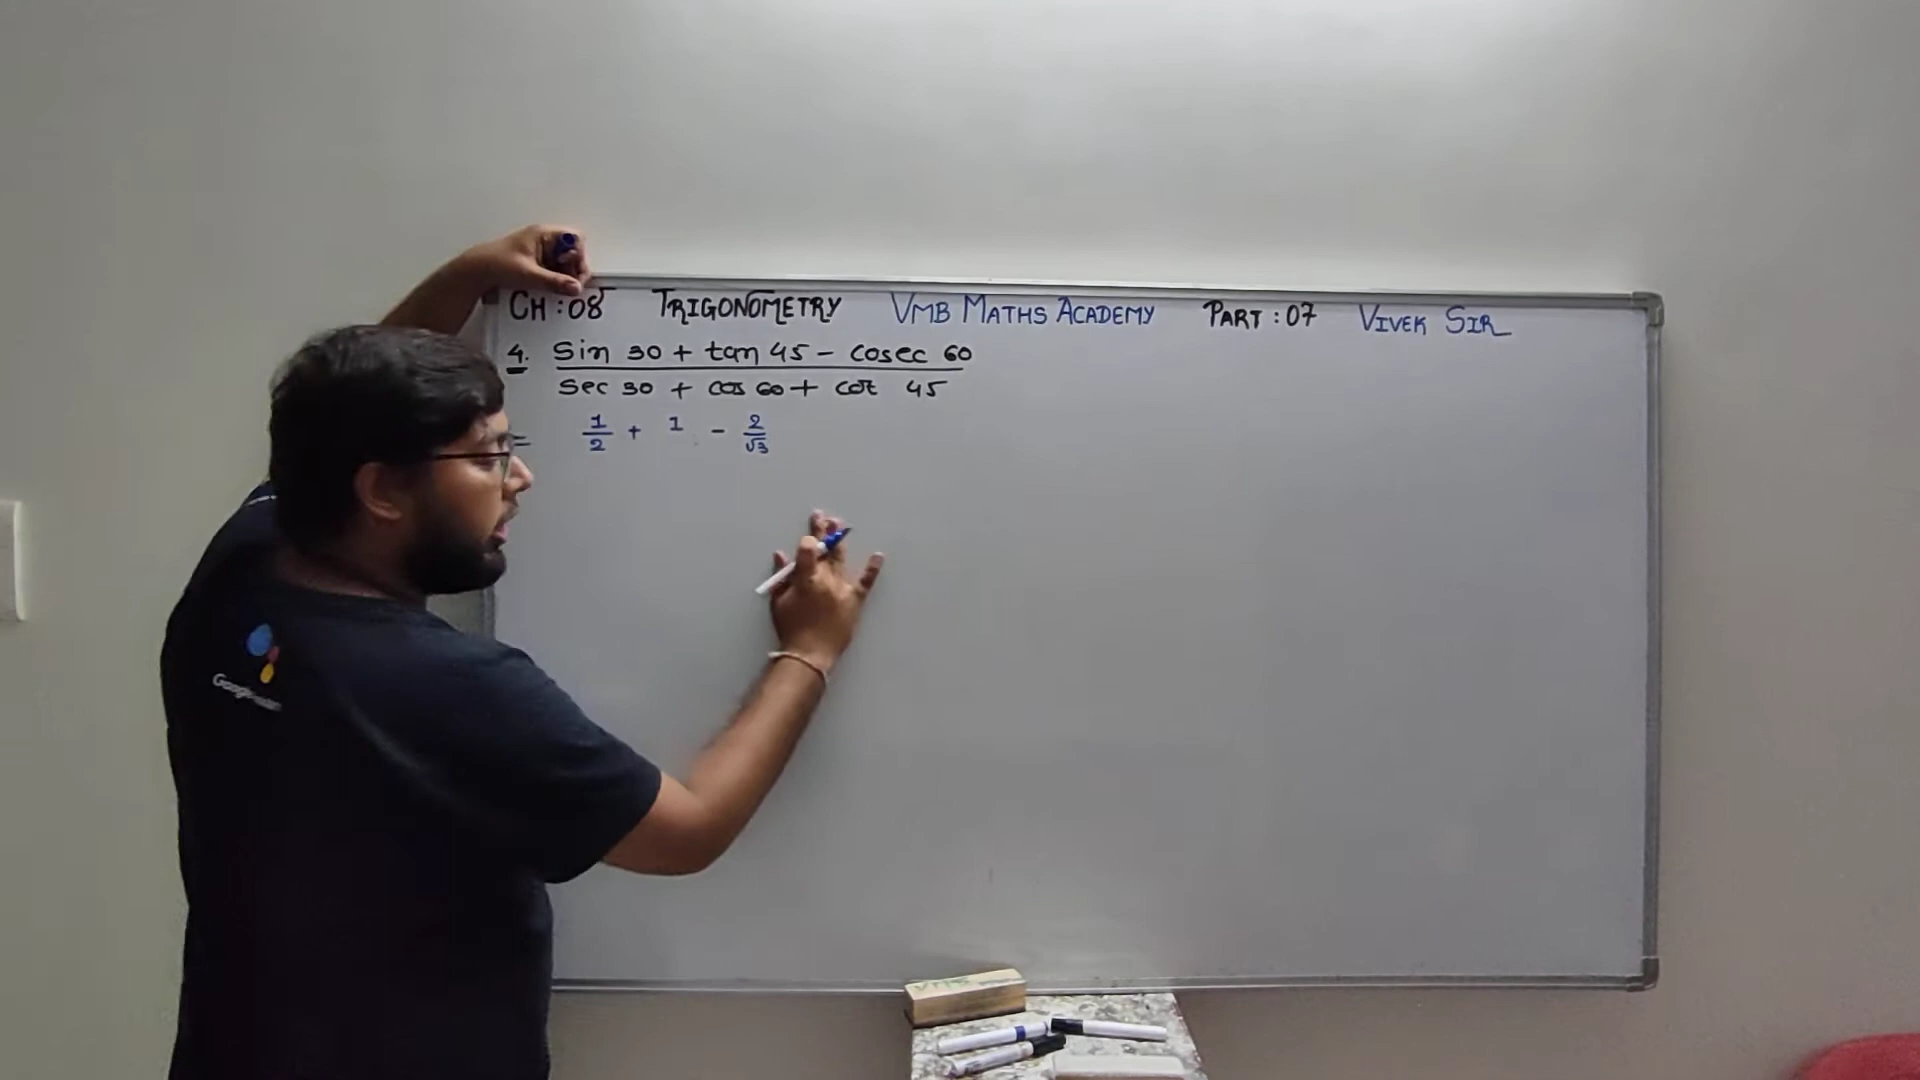 CH : 08 TRIGONOMETRY VMB MATHS ACADEMY PART : 07 VIVEK SIR
4. Sin 30 + tan 45 - cosec 60
Sec 30 + cos 60 + cot 45
= 1/2 + 1 - 2/√3
VMB